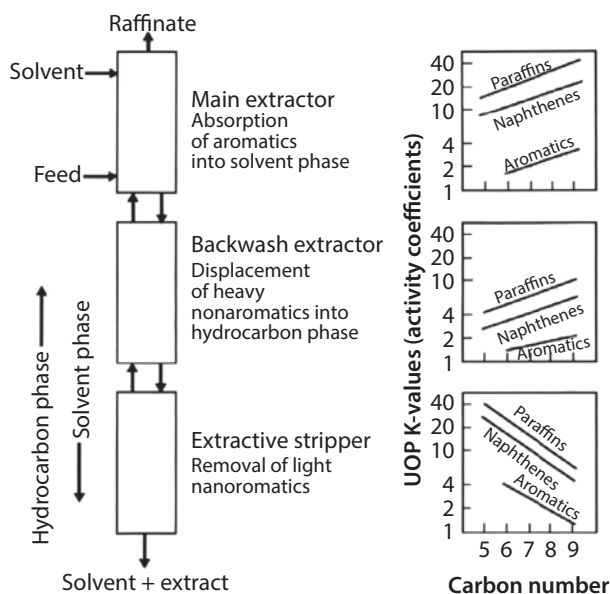 Raffinate
Solvent
Main extractor
Absorption
of aromatics
into solvent phase
Feed
Backwash extractor
Displacement
of heavy
nonaromatics into
hydrocarbon phase
Hydrocarbon phase
Solvent phase
Extractive stripper
Removal of light
nanoromatics
Solvent + extract
UOP K-values (activity coefficients)
40
20
10
4
2
1
Paraffins
Naphthenes
Aromatics
40
20
10
4
2
1
Paraffins
Naphthenes
Aromatics
40
20
10
4
2
1
Paraffins
Naphthenes
Aromatics
5 6 7 8 9
Carbon number